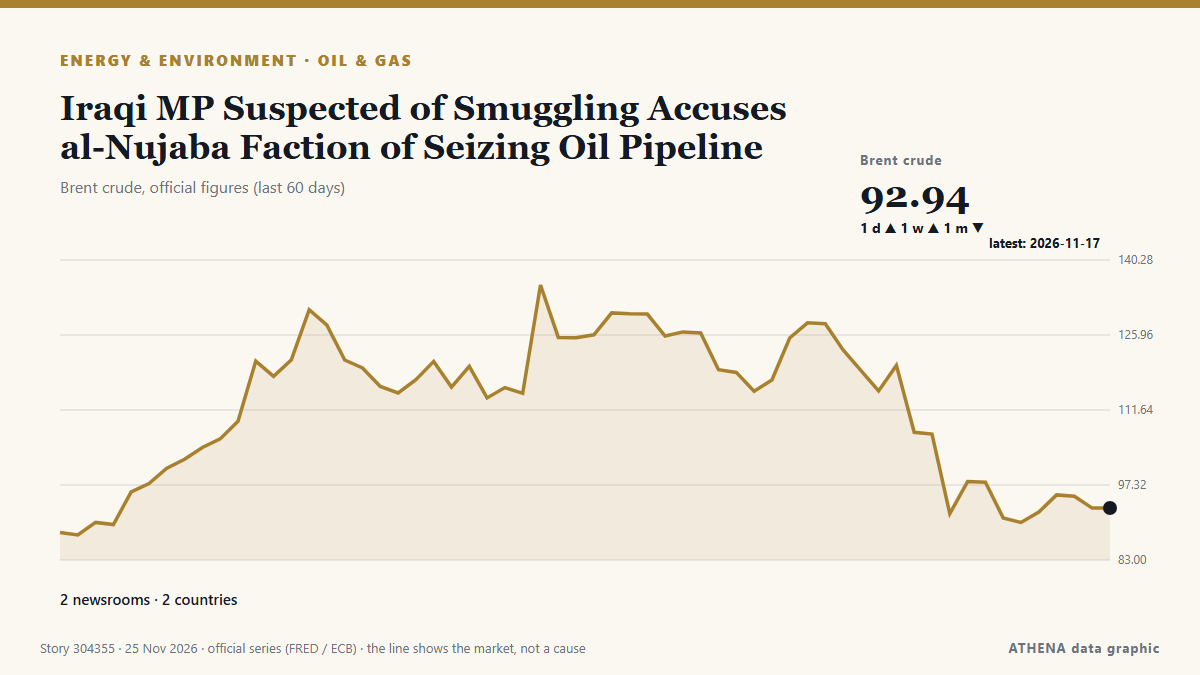 ENERGY & ENVIRONMENT · OIL & GAS
Iraqi MP Suspected of Smuggling Accuses
al-Nujaba Faction of Seizing Oil Pipeline
Brent crude, official figures (last 60 days)
Brent crude
92.94
1 d ▲ 1 w ▲ 1 m ▼
latest: 2026-11-17
140.28
125.96
111.64
97.32
83.00
2 newsrooms · 2 countries
Story 304355 · 25 Nov 2026 · official series (FRED / ECB) · the line shows the market, not a cause
ATHENA data graphic